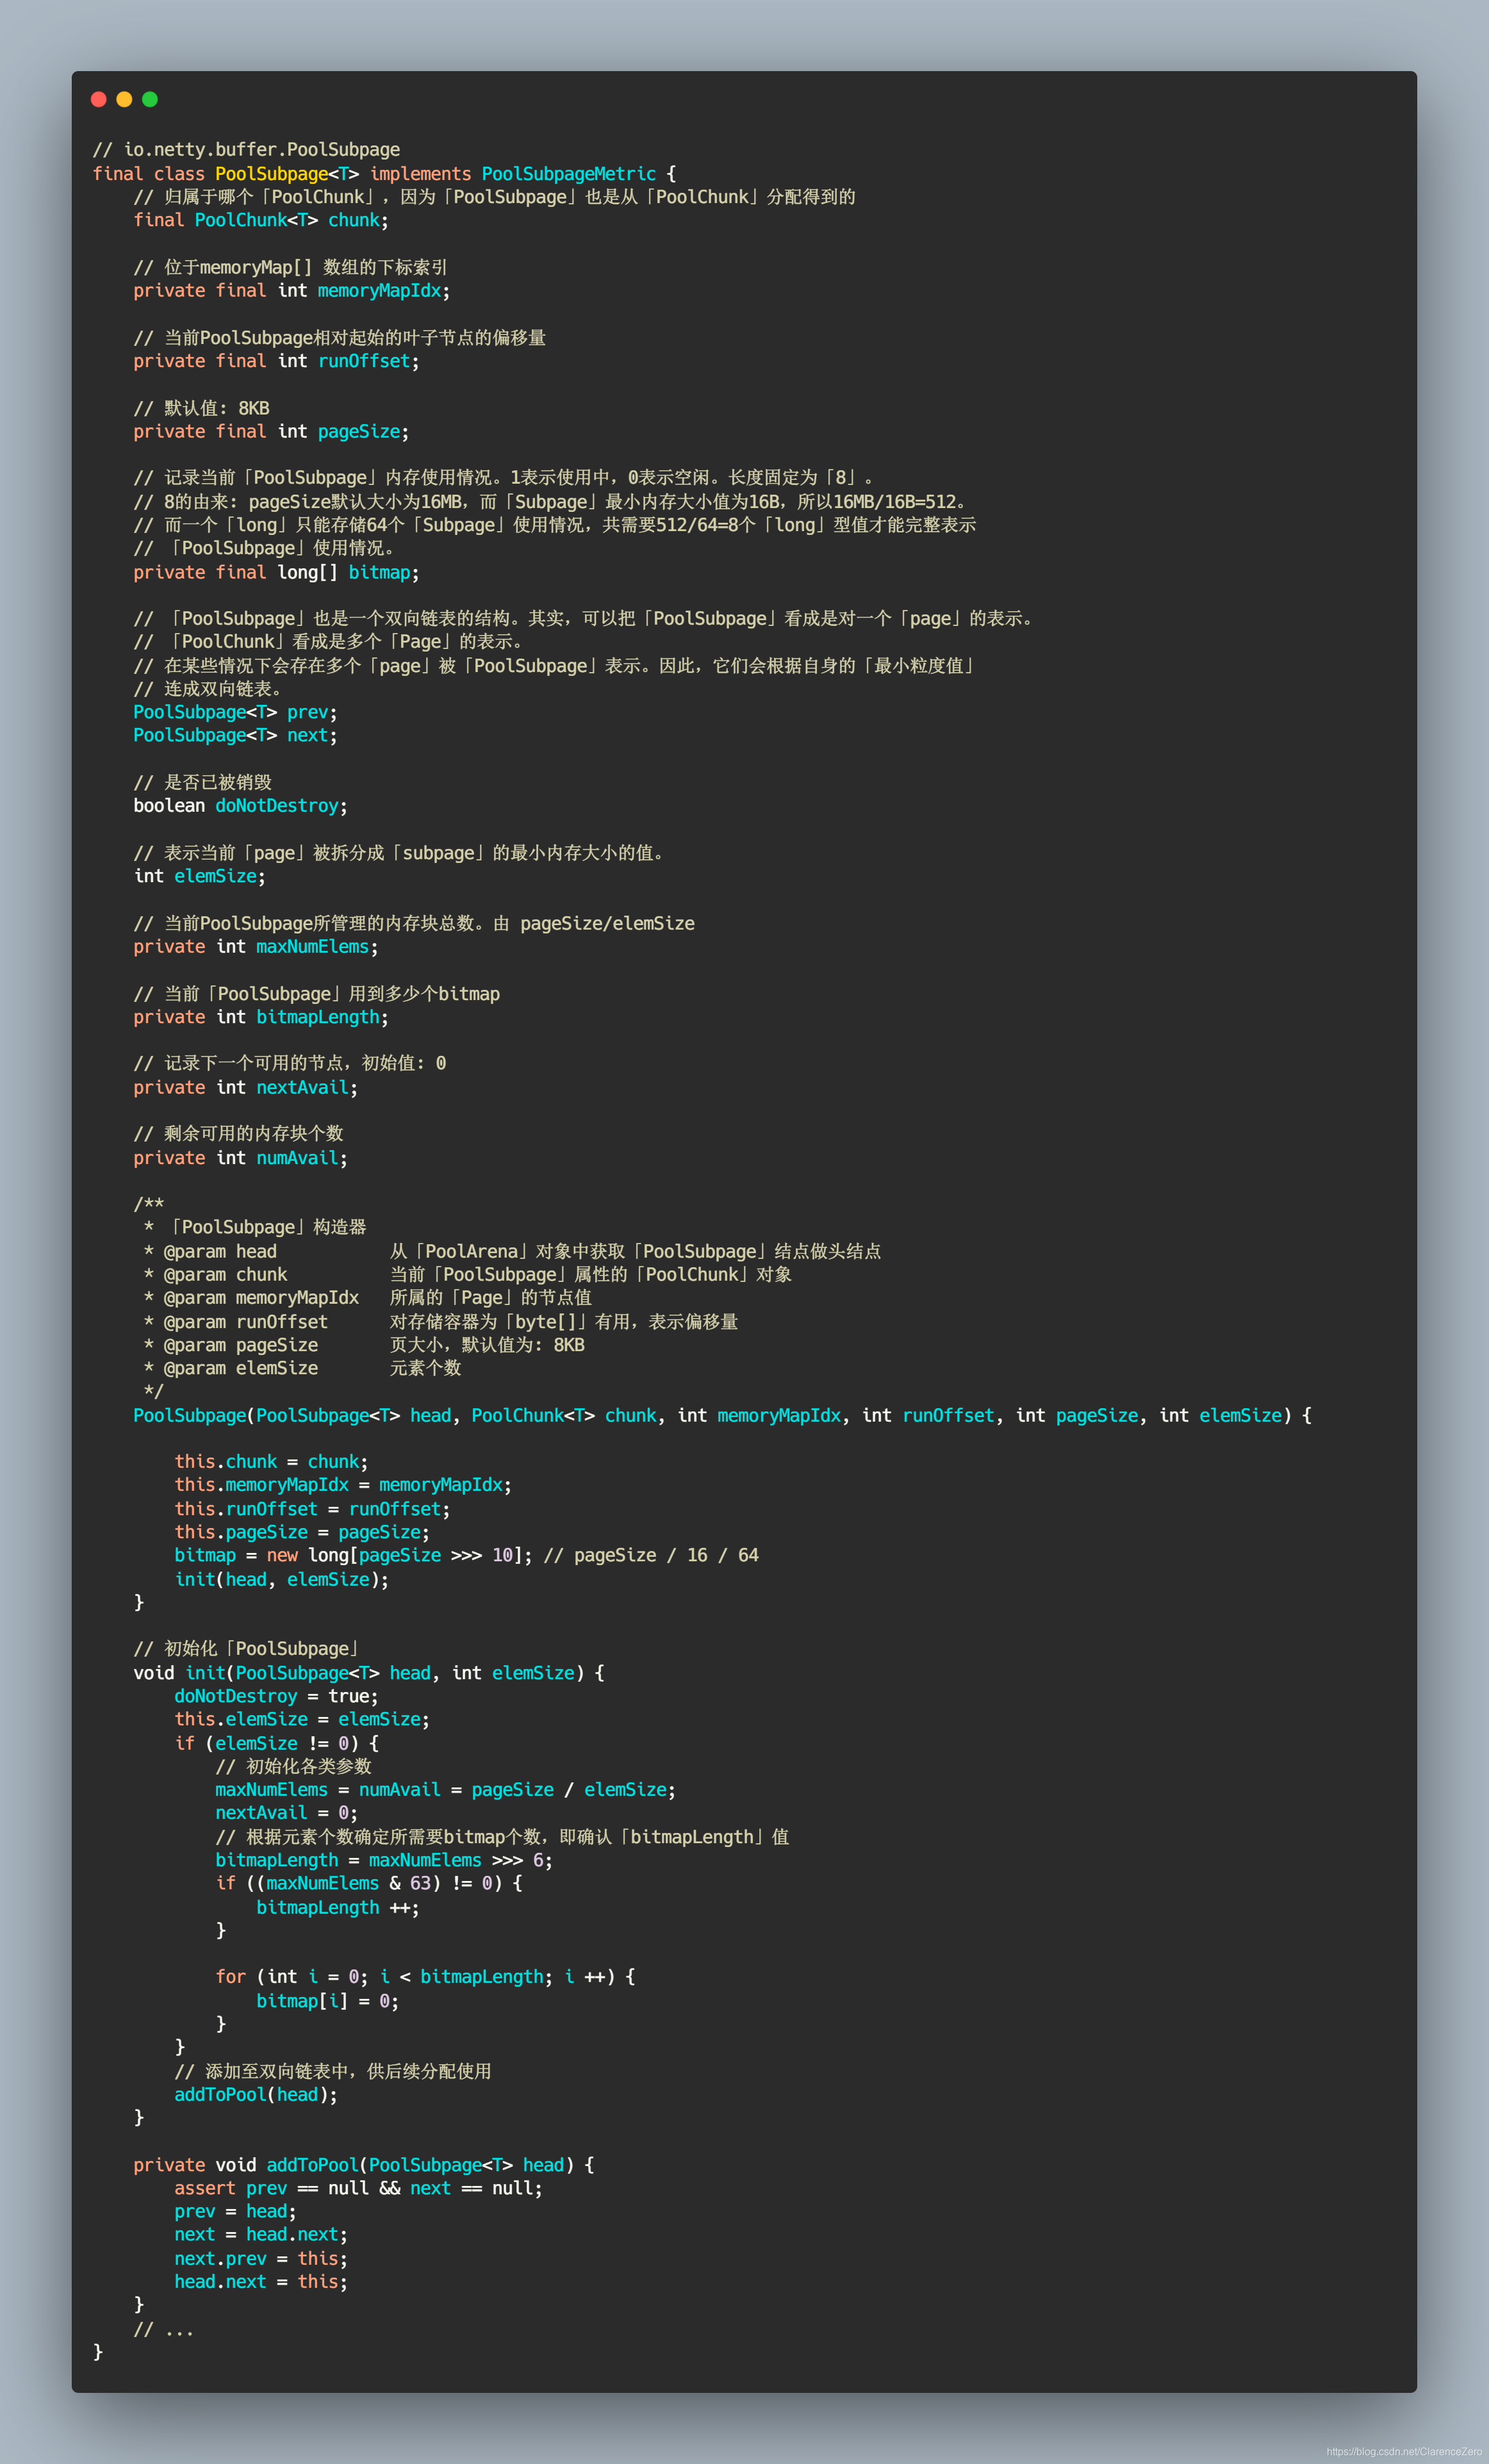 // io.netty.buffer.PoolSubpage
final class PoolSubpage<T> implements PoolSubpageMetric {
    // 归属于哪个「PoolChunk」, 因为「PoolSubpage」也是从「PoolChunk」分配得到的
    final PoolChunk<T> chunk;

    // 位于memoryMap[] 数组的下标索引
    private final int memoryMapIdx;

    // 当前PoolSubpage相对起始的叶子节点的偏移量
    private final int runOffset;

    // 默认值: 8KB
    private final int pageSize;

    // 记录当前「PoolSubpage」内存使用情况。1表示使用中, 0表示空闲。长度固定为「8」。
    // 8的由来: pageSize默认大小为16MB, 而「Subpage」最小内存大小值为16B, 所以16MB/16B=512。
    // 而一个「long」只能存储64个「Subpage」使用情况, 共需要512/64=8个「long」型值才能完整表示
    // 「PoolSubpage」使用情况。
    private final long[] bitmap;

    // 「PoolSubpage」也是一个双向链表的结构。其实, 可以把「PoolSubpage」看成是对一个「page」的表示。
    // 「PoolChunk」看成是多个「Page」的表示。
    // 在某些情况下会存在多个「page」被「PoolSubpage」表示。因此, 它们会根据自身的「最小粒度值」
    // 连成双向链表。
    PoolSubpage<T> prev;
    PoolSubpage<T> next;

    // 是否已被销毁
    boolean doNotDestroy;

    // 表示当前「page」被拆分成「subpage」的最小内存大小的值。
    int elemSize;

    // 当前PoolSubpage所管理的内存块总数。由 pageSize/elemSize
    private int maxNumElems;

    // 当前「PoolSubpage」用到多少个bitmap
    private int bitmapLength;

    // 记录下一个可用的节点, 初始值: 0
    private int nextAvail;

    // 剩余可用的内存块个数
    private int numAvail;

    /**
     * 「PoolSubpage」构造器
     * @param head           从「PoolArena」对象中获取「PoolSubpage」结点做头结点
     * @param chunk          当前「PoolSubpage」属性的「PoolChunk」对象
     * @param memoryMapIdx   所属的「Page」的节点值
     * @param runOffset      对存储容器为「byte[]」有用, 表示偏移量
     * @param pageSize       页大小, 默认值为: 8KB
     * @param elemSize       元素个数
     */
    PoolSubpage(PoolSubpage<T> head, PoolChunk<T> chunk, int memoryMapIdx, int runOffset, int pageSize, int elemSize) {

        this.chunk = chunk;
        this.memoryMapIdx = memoryMapIdx;
        this.runOffset = runOffset;
        this.pageSize = pageSize;
        bitmap = new long[pageSize >>> 10]; // pageSize / 16 / 64
        init(head, elemSize);
    }

    // 初始化「PoolSubpage」
    void init(PoolSubpage<T> head, int elemSize) {
        doNotDestroy = true;
        this.elemSize = elemSize;
        if (elemSize != 0) {
            // 初始化各类参数
            maxNumElems = numAvail = pageSize / elemSize;
            nextAvail = 0;
            // 根据元素个数确定所需要bitmap个数, 即确认「bitmapLength」值
            bitmapLength = maxNumElems >>> 6;
            if ((maxNumElems & 63) != 0) {
                bitmapLength ++;
            }

            for (int i = 0; i < bitmapLength; i ++) {
                bitmap[i] = 0;
            }
        }
        // 添加至双向链表中, 供后续分配使用
        addToPool(head);
    }

    private void addToPool(PoolSubpage<T> head) {
        assert prev == null && next == null;
        prev = head;
        next = head.next;
        next.prev = this;
        head.next = this;
    }
    // ...
}
https://blog.csdn.net/ClarenceZero